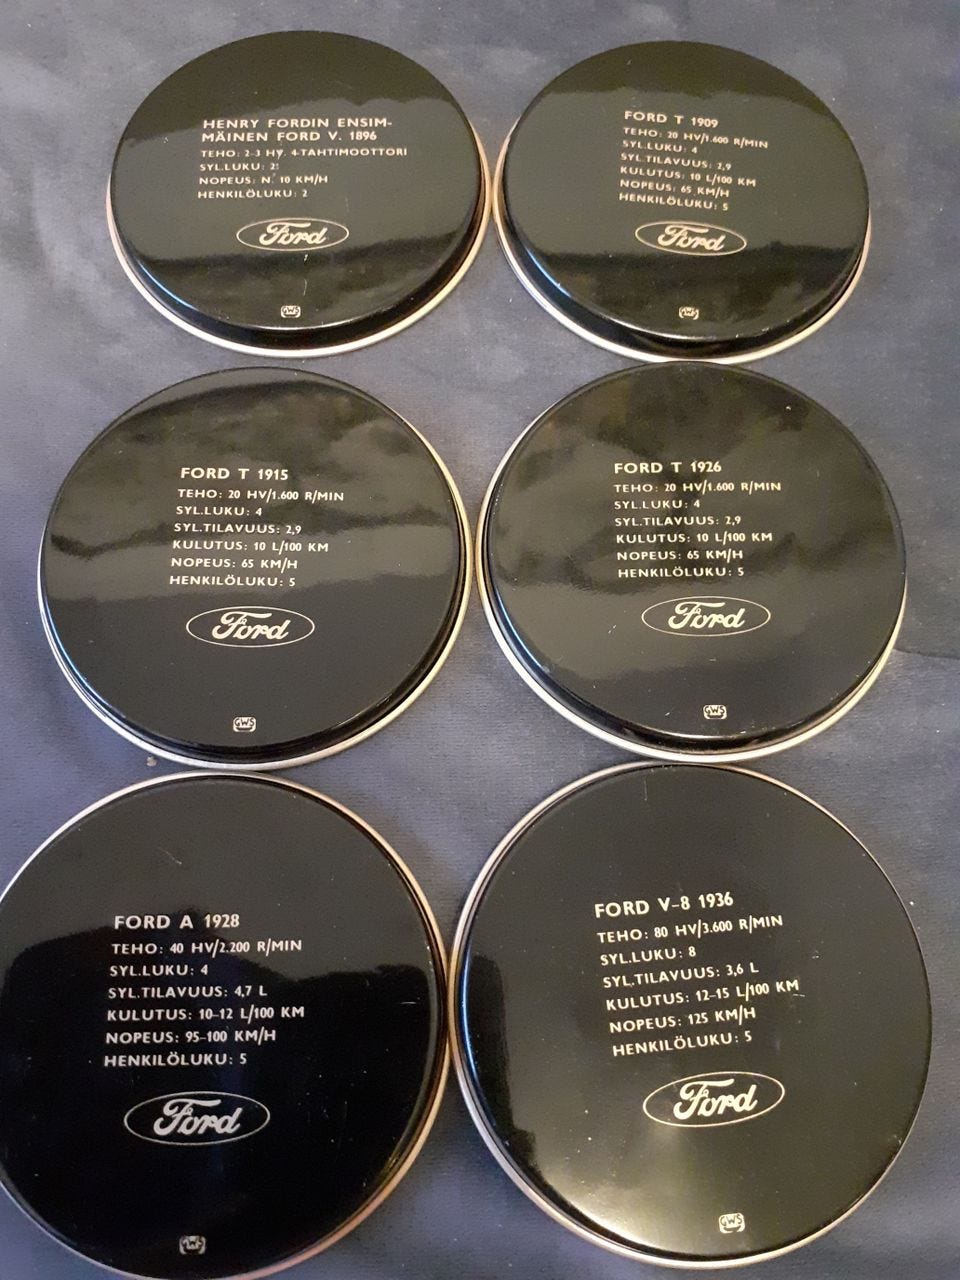 HENRY FORDIN ENSIM-
MÄINEN FORD V. 1896
TEHO: 2-3 HV. 4-TAHTIMOOTTORI
SYL.LUKU: 2
NOPEUS: N. 10 KM/H
HENKILÖLUKU: 2
Ford
GWS
FORD T 1909
TEHO: 20 HV/1.600 R/MIN
SYL.LUKU: 4
SYL.TILAVUUS: 2,9
KULUTUS: 10 L/100 KM
NOPEUS: 65 KM/H
HENKILÖLUKU: 5
Ford
GWS
FORD T 1915
TEHO: 20 HV/1.600 R/MIN
SYL.LUKU: 4
SYL.TILAVUUS: 2,9
KULUTUS: 10 L/100 KM
NOPEUS: 65 KM/H
HENKILÖLUKU: 5
Ford
GWS
FORD T 1926
TEHO: 20 HV/1.600 R/MIN
SYL.LUKU: 4
SYL.TILAVUUS: 2,9
KULUTUS: 10 L/100 KM
NOPEUS: 65 KM/H
HENKILÖLUKU: 5
Ford
GWS
FORD A 1928
TEHO: 40 HV/2.200 R/MIN
SYL.LUKU: 4
SYL.TILAVUUS: 4,7 L
KULUTUS: 10-12 L/100 KM
NOPEUS: 95-100 KM/H
HENKILÖLUKU: 5
Ford
GWS
FORD V-8 1936
TEHO: 80 HV/3.600 R/MIN
SYL.LUKU: 8
SYL.TILAVUUS: 3,6 L
KULUTUS: 12-15 L/100 KM
NOPEUS: 125 KM/H
HENKILÖLUKU: 5
Ford
GWS